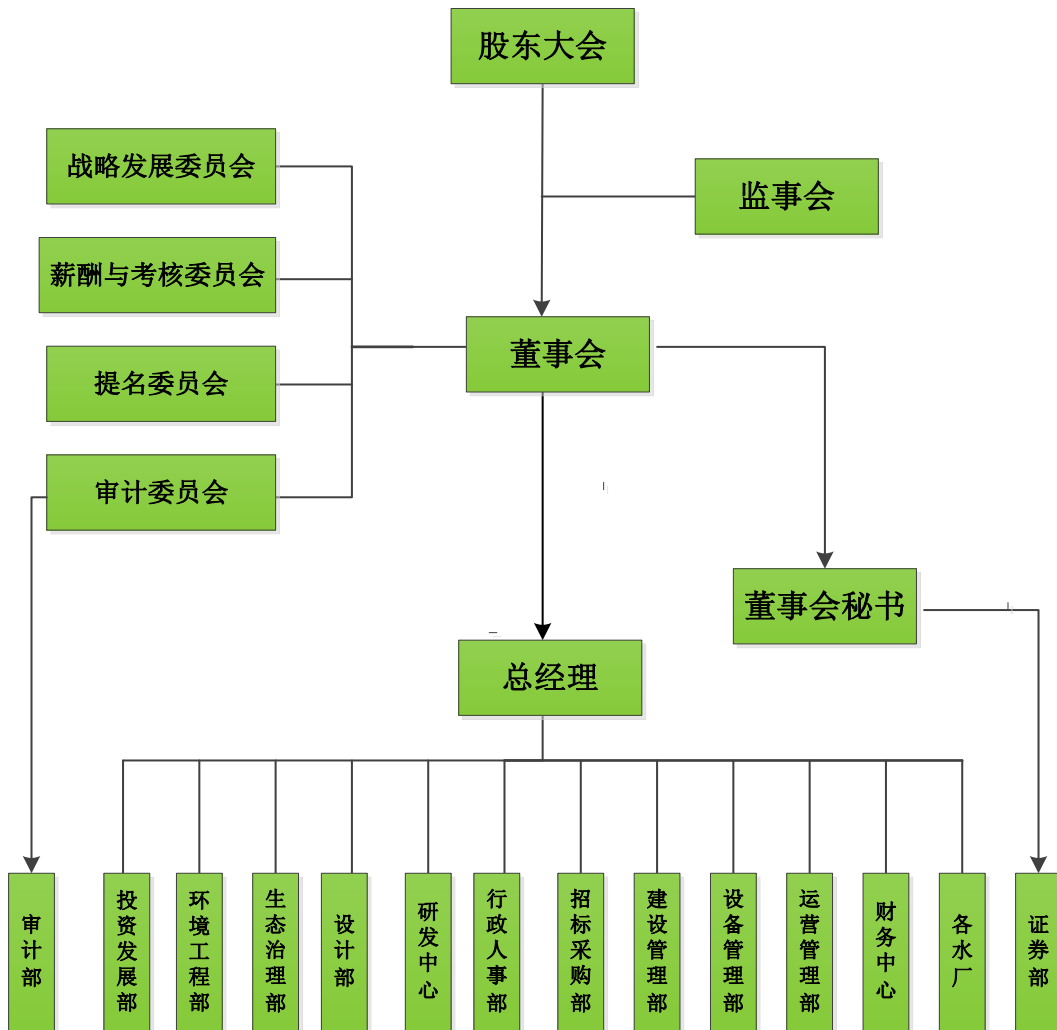 股东大会
战略发展委员会
监事会
薪酬与考核委员会
董事会
提名委员会
审计委员会
董事会秘书
总经理
审计部
投资发展部
环境工程部
生态治理部
设计部
研发中心
行政人事部
招标采购部
建设管理部
设备管理部
运营管理部
财务中心
各水厂
证券部